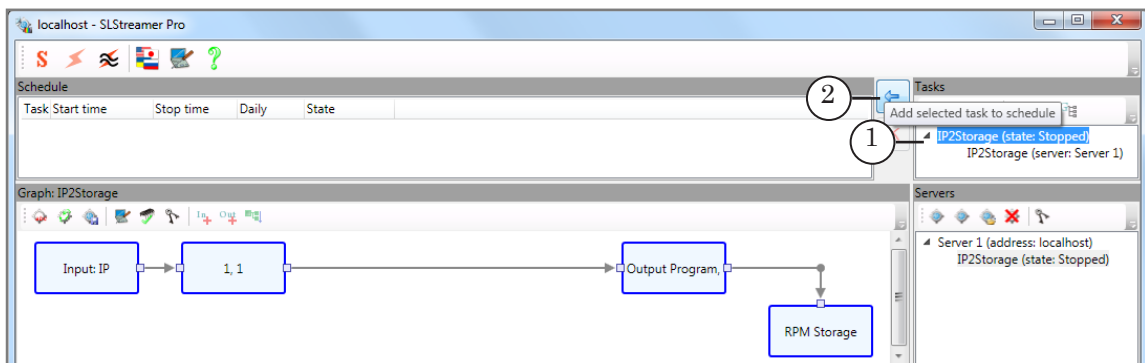 localhost - SLStreamer Pro
Schedule
Tasks
Task Start time Stop time Daily State
2
Add selected task to schedule
1
IP2Storage (state: Stopped)
IP2Storage (server: Server 1)
Graph: IP2Storage
Servers
In Out
Server 1 (address: localhost)
IP2Storage (state: Stopped)
Input: IP
1, 1
Output Program,
RPM Storage